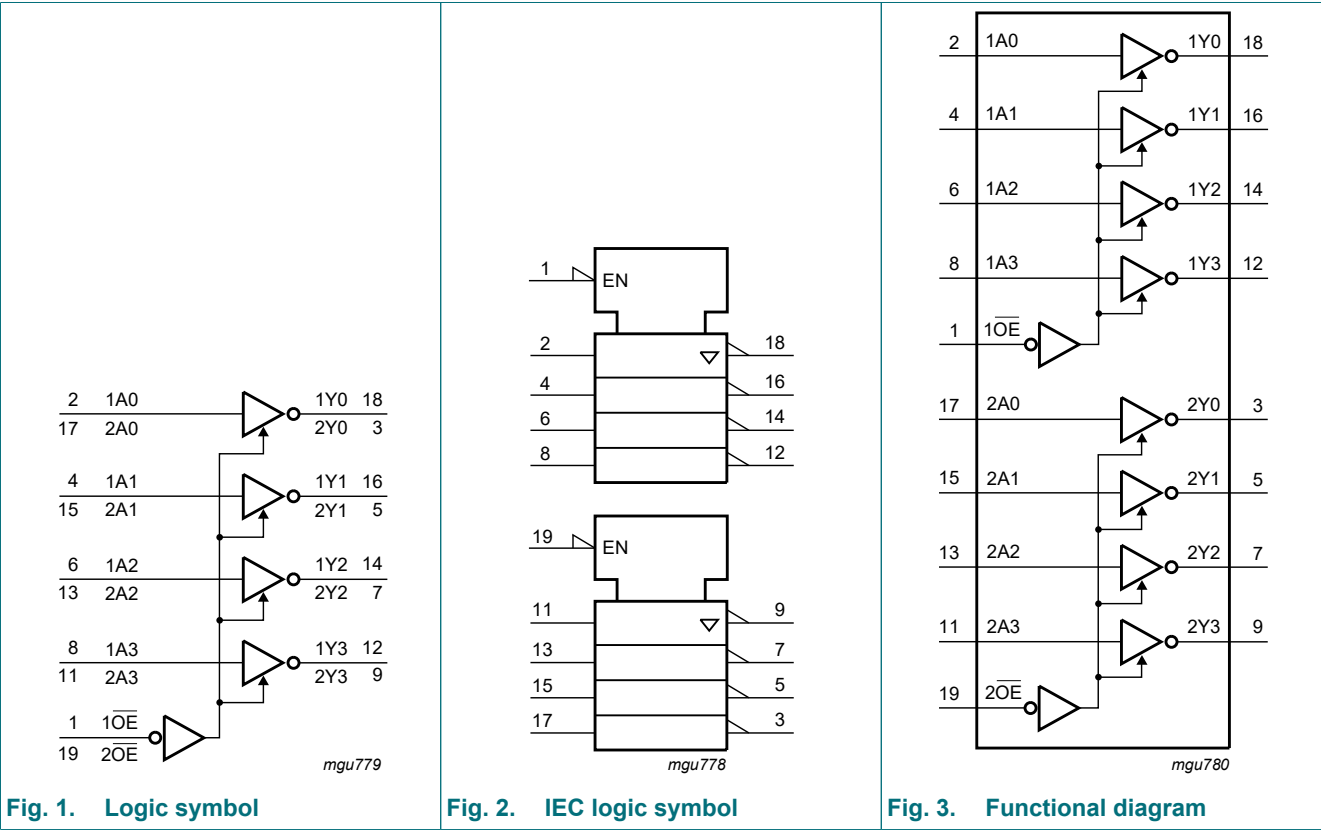 2 1A0 1Y0 18
17 2A0 2Y0 3
4 1A1 1Y1 16
15 2A1 2Y1 5
6 1A2 1Y2 14
13 2A2 2Y2 7
8 1A3 1Y3 12
11 2A3 2Y3 9
1 1O̅E̅
19 2O̅E̅
mgu779
Fig. 1. Logic symbol
1 EN
2 18
4 16
6 14
8 12
19 EN
11 9
13 7
15 5
17 3
mgu778
Fig. 2. IEC logic symbol
2 1A0 1Y0 18
4 1A1 1Y1 16
6 1A2 1Y2 14
8 1A3 1Y3 12
1 1O̅E̅
17 2A0 2Y0 3
15 2A1 2Y1 5
13 2A2 2Y2 7
11 2A3 2Y3 9
19 2O̅E̅
mgu780
Fig. 3. Functional diagram